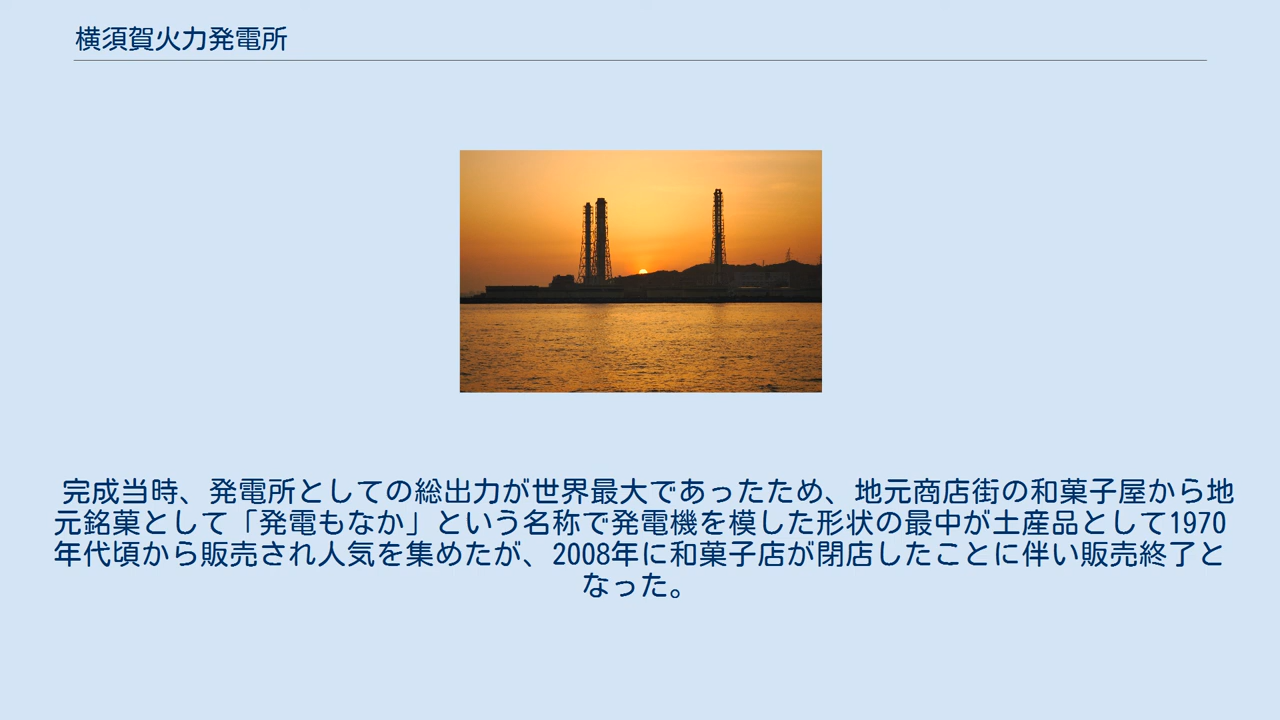 横須賀火力発電所
完成当時、発電所としての総出力が世界最大であったため、地元商店街の和菓子屋から地
元銘菓として「発電もなか」という名称で発電機を模した形状の最中が土産品として1970
年代頃から販売され人気を集めたが、2008年に和菓子店が閉店したことに伴い販売終了と
なった。